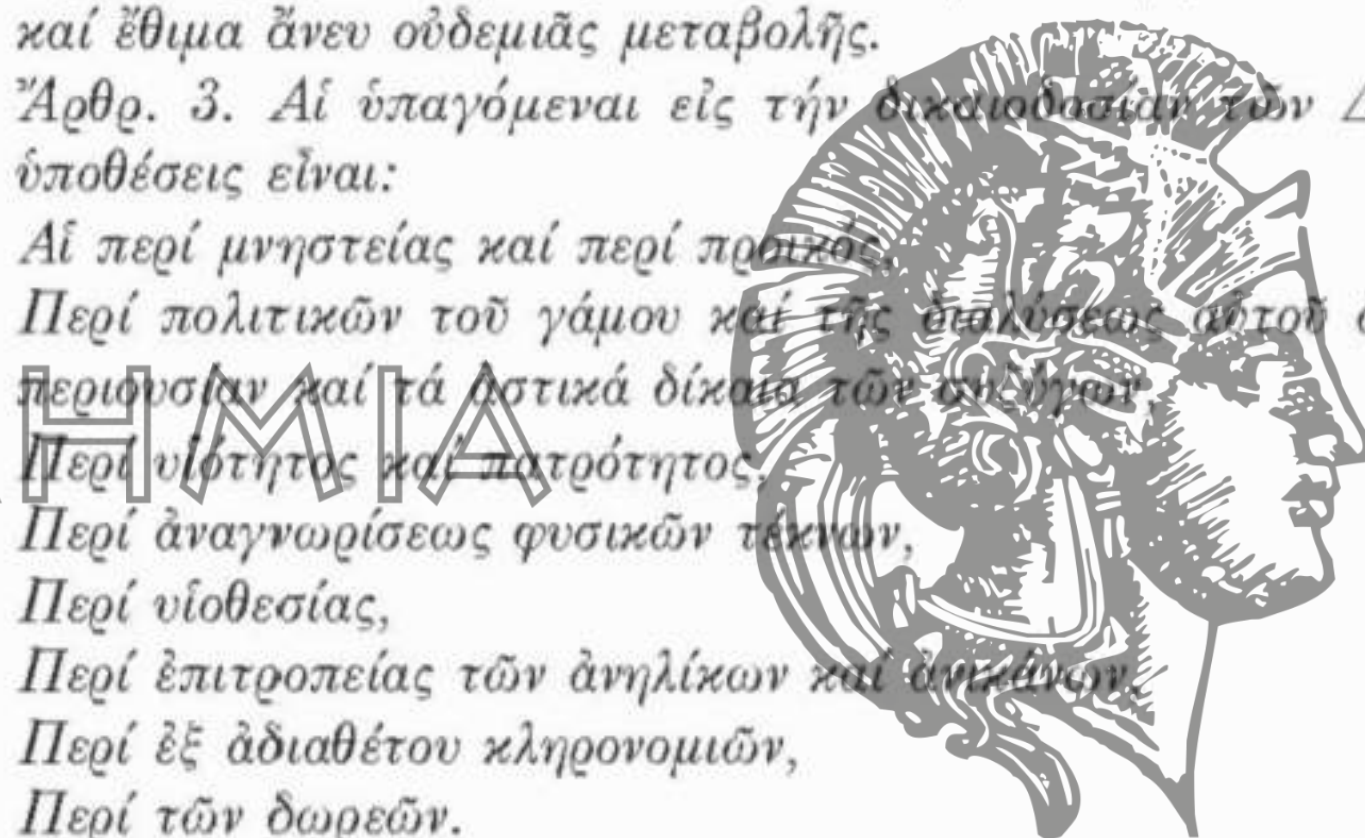 καί ἔθιμα ἄνευ οὐδεμιᾶς μεταβολῆς.
Ἄρθρ. 3. Αἱ ὑπαγόμεναι εἰς τήν δικαιοδοσίαν τῶν Δ
ὑποθέσεις εἶναι:
Αἱ περί μνηστείας καί περί προικός,
Περί πολιτικῶν τοῦ γάμου καί τῆς διαλύσεως αὐτοῦ
περιουσίαν καί τά ἀστικά δίκαια τῶν συζύγων,
Περί υἱότητος καί πατρότητος,
Περί ἀναγνωρίσεως φυσικῶν τέκνων,
Περί υἱοθεσίας,
Περί ἐπιτροπείας τῶν ἀνηλίκων καί ἀνικάνων,
Περί ἐξ ἀδιαθέτου κληρονομιῶν,
Περί τῶν δωρεῶν.
ΗΜΙΑ